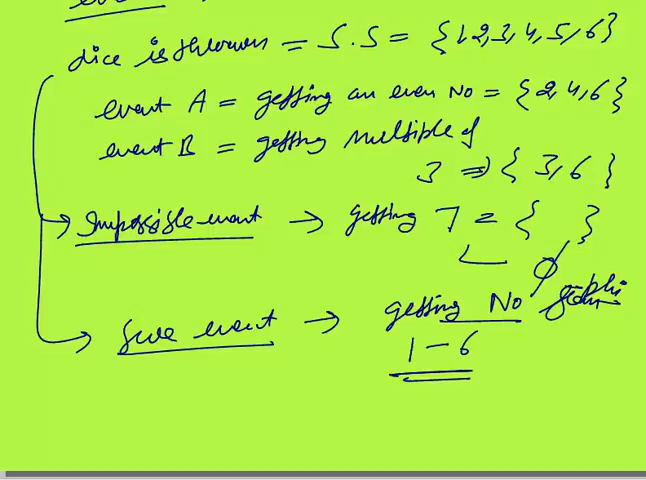 dice is thrown = S.S = {1,2,3,4,5,6}
event A = getting an even No = {2,4,6}
event B = getting multiple of
3 => {3,6}
Impossible event → getting 7 = { }
ϕ
phi
Sure event → getting No
1 - 6